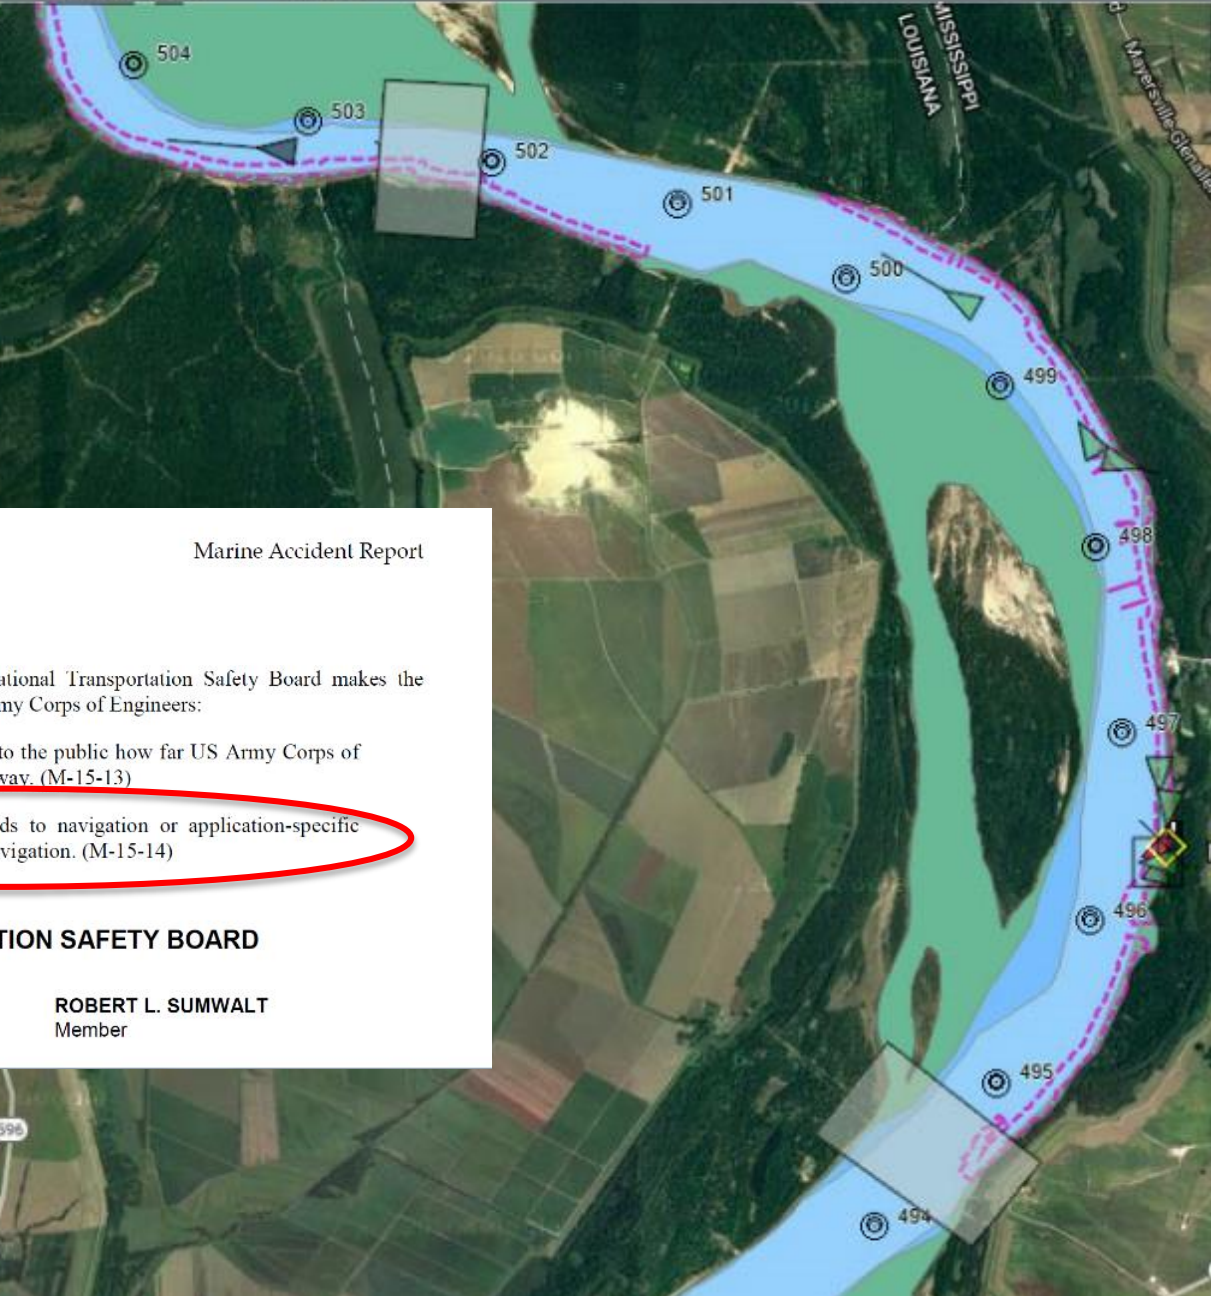 504
503
502
501
500
499
498
497
496
495
494
MISSISSIPPI
LOUISIANA
Mayersville-Glenalle
Marine Accident Report
ational Transportation Safety Board makes the
my Corps of Engineers:
to the public how far US Army Corps of
way. (M-15-13)
ds to navigation or application-specific
vigation. (M-15-14)
TION SAFETY BOARD
ROBERT L. SUMWALT
Member
596